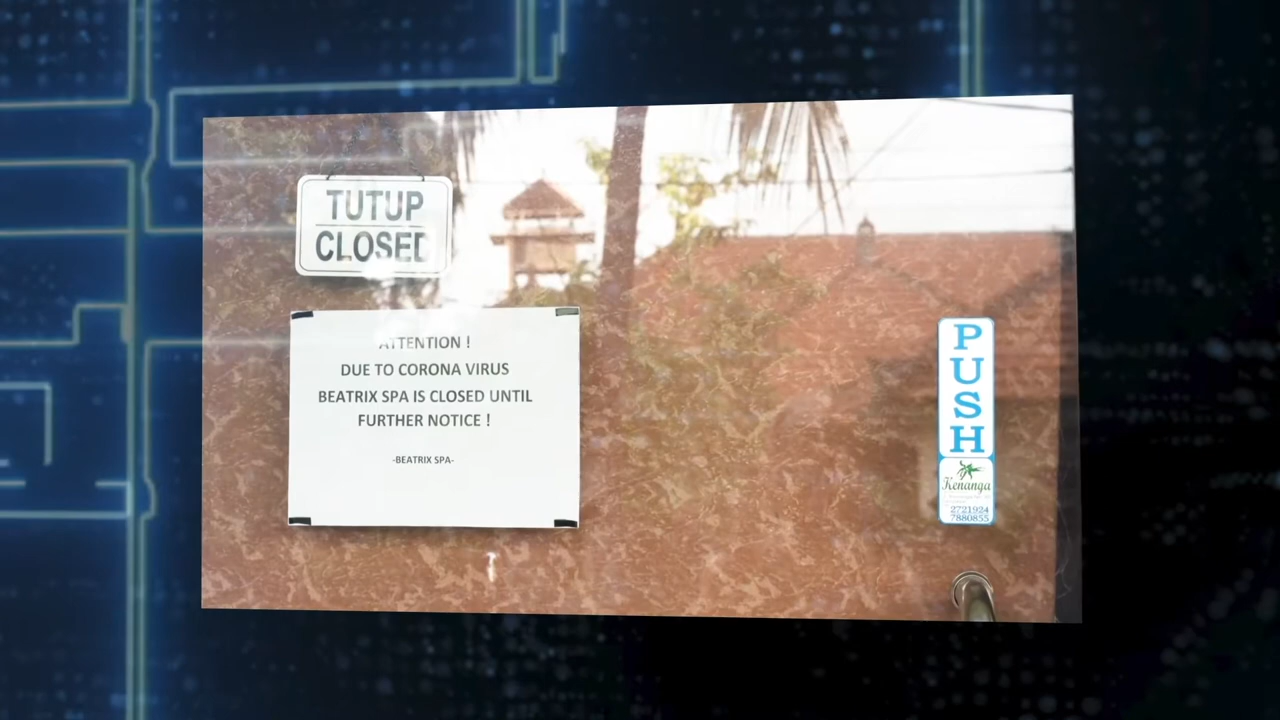 TUTUP
CLOSED
ATTENTION !
DUE TO CORONA VIRUS
BEATRIX SPA IS CLOSED UNTIL
FURTHER NOTICE !
-BEATRIX SPA-
PUSH
Kenanga
2721924
7880855